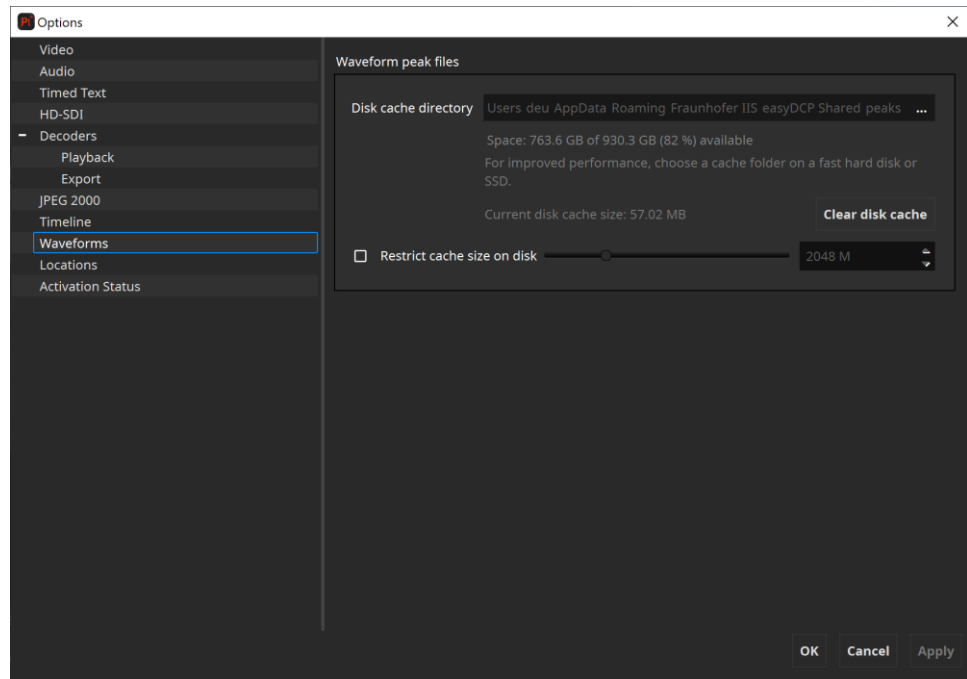 Pi Options
Video
Audio
Timed Text
HD-SDI
Decoders
Playback
Export
JPEG 2000
Timeline
Waveforms
Locations
Activation Status
Waveform peak files
Disk cache directory Users deu AppData Roaming Fraunhofer IIS easyDCP Shared peaks ...
Space: 763.6 GB of 930.3 GB (82 %) available
For improved performance, choose a cache folder on a fast hard disk or
SSD.
Current disk cache size: 57.02 MB Clear disk cache
Restrict cache size on disk 2048 M
OK Cancel Apply